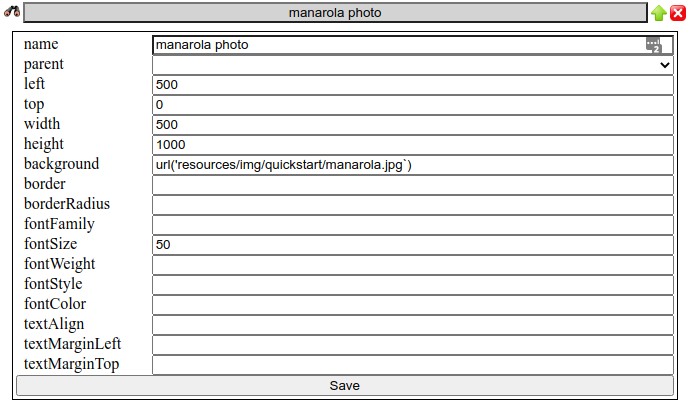 manarola photo
name manarola photo
parent
left 500
top 0
width 500
height 1000
background url('resources/img/quickstart/manarola.jpg`)
border
borderRadius
fontFamily
fontSize 50
fontWeight
fontStyle
fontColor
textAlign
textMarginLeft
textMarginTop
Save